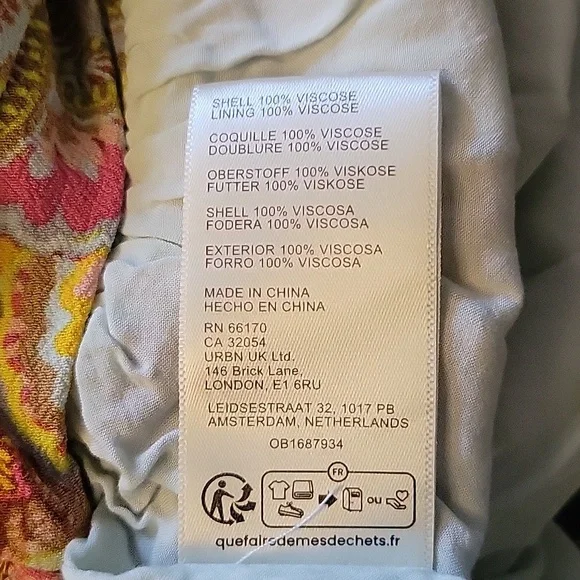 SHELL 100% VISCOSE
LINING 100% VISCOSE
COQUILLE 100% VISCOSE
DOUBLURE 100% VISCOSE
OBERSTOFF 100% VISKOSE
FUTTER 100% VISKOSE
SHELL 100% VISCOSA
FODERA 100% VISCOSA
EXTERIOR 100% VISCOSA
FORRO 100% VISCOSA
MADE IN CHINA
HECHO EN CHINA
RN 66170
CA 32054
URBN UK Ltd.
146 Brick Lane,
LONDON, E1 6RU
LEIDSESTRAAT 32, 1017 PB
AMSTERDAM, NETHERLANDS
OB1687934
FR
OU
quefairedemesdechets.fr